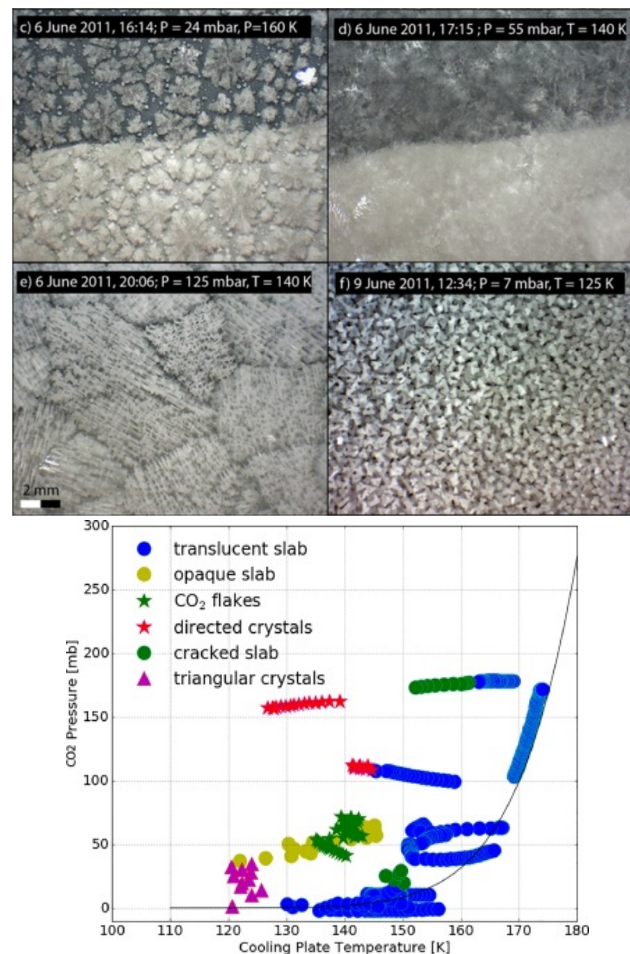 c) 6 June 2011, 16:14; P = 24 mbar, P=160 K
d) 6 June 2011, 17:15 ; P = 55 mbar, T = 140 K
e) 6 June 2011, 20:06; P = 125 mbar, T = 140 K
f) 9 June 2011, 12:34; P = 7 mbar, T = 125 K
2 mm
300
250
200
150
100
50
0
CO2 Pressure [mb]
translucent slab
opaque slab
CO₂ flakes
directed crystals
cracked slab
triangular crystals
100 110 120 130 140 150 160 170 180
Cooling Plate Temperature [K]